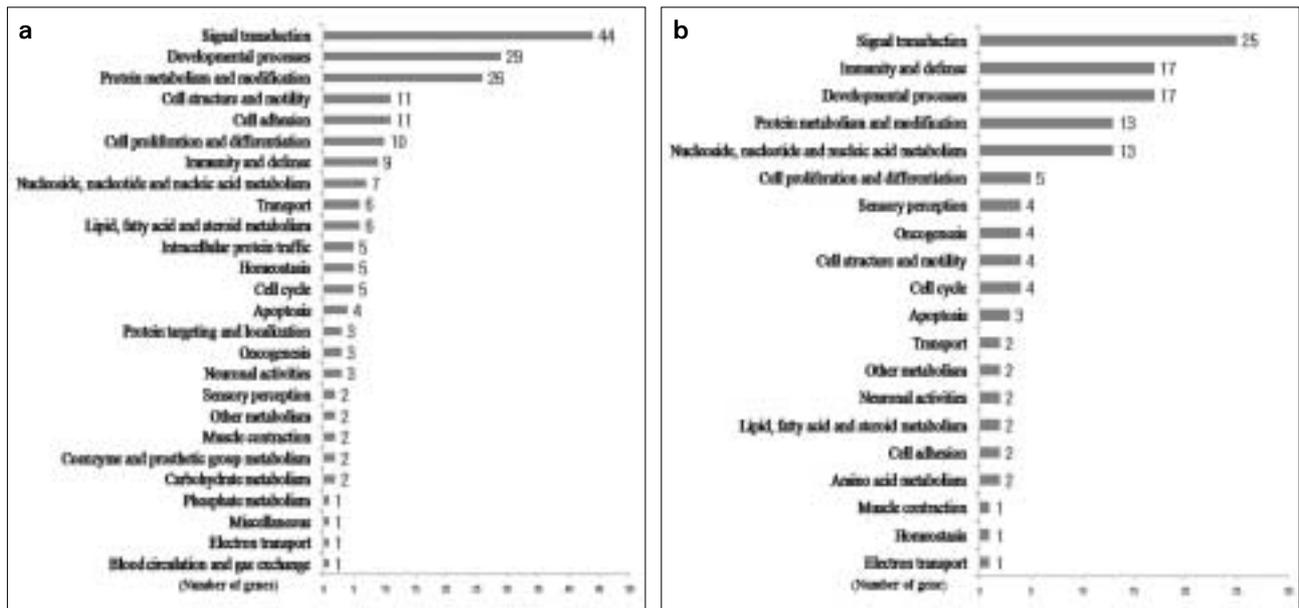 a
Signal transduction 44
Developmental processes 29
Protein metabolism and modification 26
Cell structure and motility 11
Cell adhesion 11
Cell proliferation and differentiation 10
Immunity and defense 9
Nuckoside, nuckotide and nuckic acid metabolism 7
Transport 6
Lipid, fatty acid and steroid metabolism 6
Intracellular protein traffic 5
Homeostasis 5
Cell cycle 5
Apoptosis 4
Protein targeting and localization 3
Oncogenesis 3
Neuronal activities 3
Sensory perception 2
Other metabolism 2
Muscle contraction 2
Coenzyme and prosthetic group metabolism 2
Carbohydrate metabolism 2
Phosphate metabolism 1
Miscellaneous 1
Electron transport 1
Blood circulation and gas exchange 1
(Number of genes)
b
Signal transduction 25
Immunity and defense 17
Developmental processes 17
Protein metabolism and modification 13
Nuckoside, nuckotide and nuckic acid metabolism 13
Cell proliferation and differentiation 5
Sensory perception 4
Oncogenesis 4
Cell structure and motility 4
Cell cycle 4
Apoptosis 3
Transport 2
Other metabolism 2
Neuronal activities 2
Lipid, fatty acid and steroid metabolism 2
Cell adhesion 2
Amino acid metabolism 2
Muscle contraction 1
Homeostasis 1
Electron transport 1
(Number of gene)